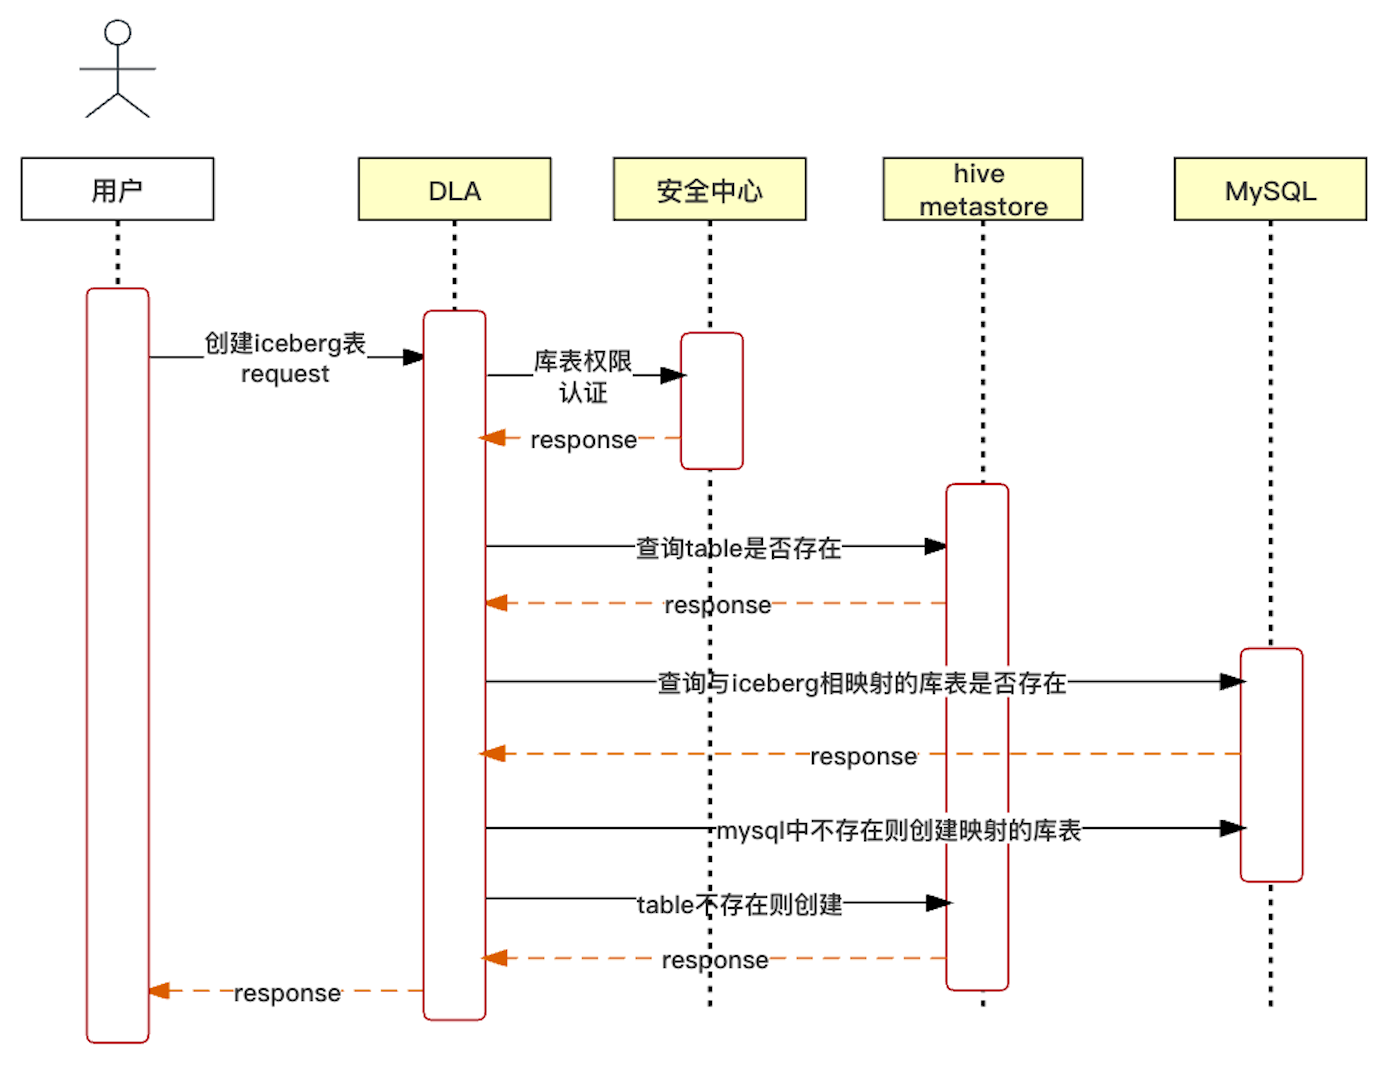 用户
DLA
安全中心
hive
metastore
MySQL
创建iceberg表
request
库表权限
认证
response
查询table是否存在
response
查询与iceberg相映射的库表是否存在
response
mysql中不存在则创建映射的库表
table不存在则创建
response
response